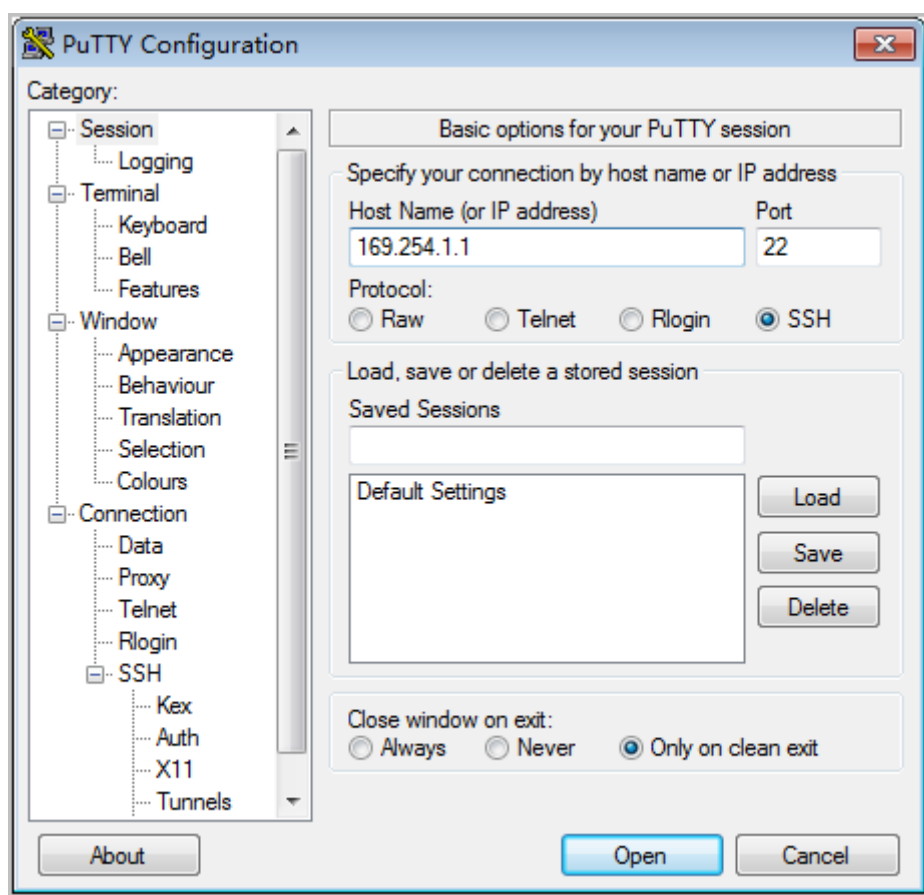 PuTTY Configuration
Category:
Session
Logging
Terminal
Keyboard
Bell
Features
Window
Appearance
Behaviour
Translation
Selection
Colours
Connection
Data
Proxy
Telnet
Rlogin
SSH
Kex
Auth
X11
Tunnels
Basic options for your PuTTY session
Specify your connection by host name or IP address
Host Name (or IP address) Port
169.254.1.1 22
Protocol:
Raw Telnet Rlogin SSH
Load, save or delete a stored session
Saved Sessions
Default Settings
Load
Save
Delete
Close window on exit:
Always Never Only on clean exit
About Open Cancel